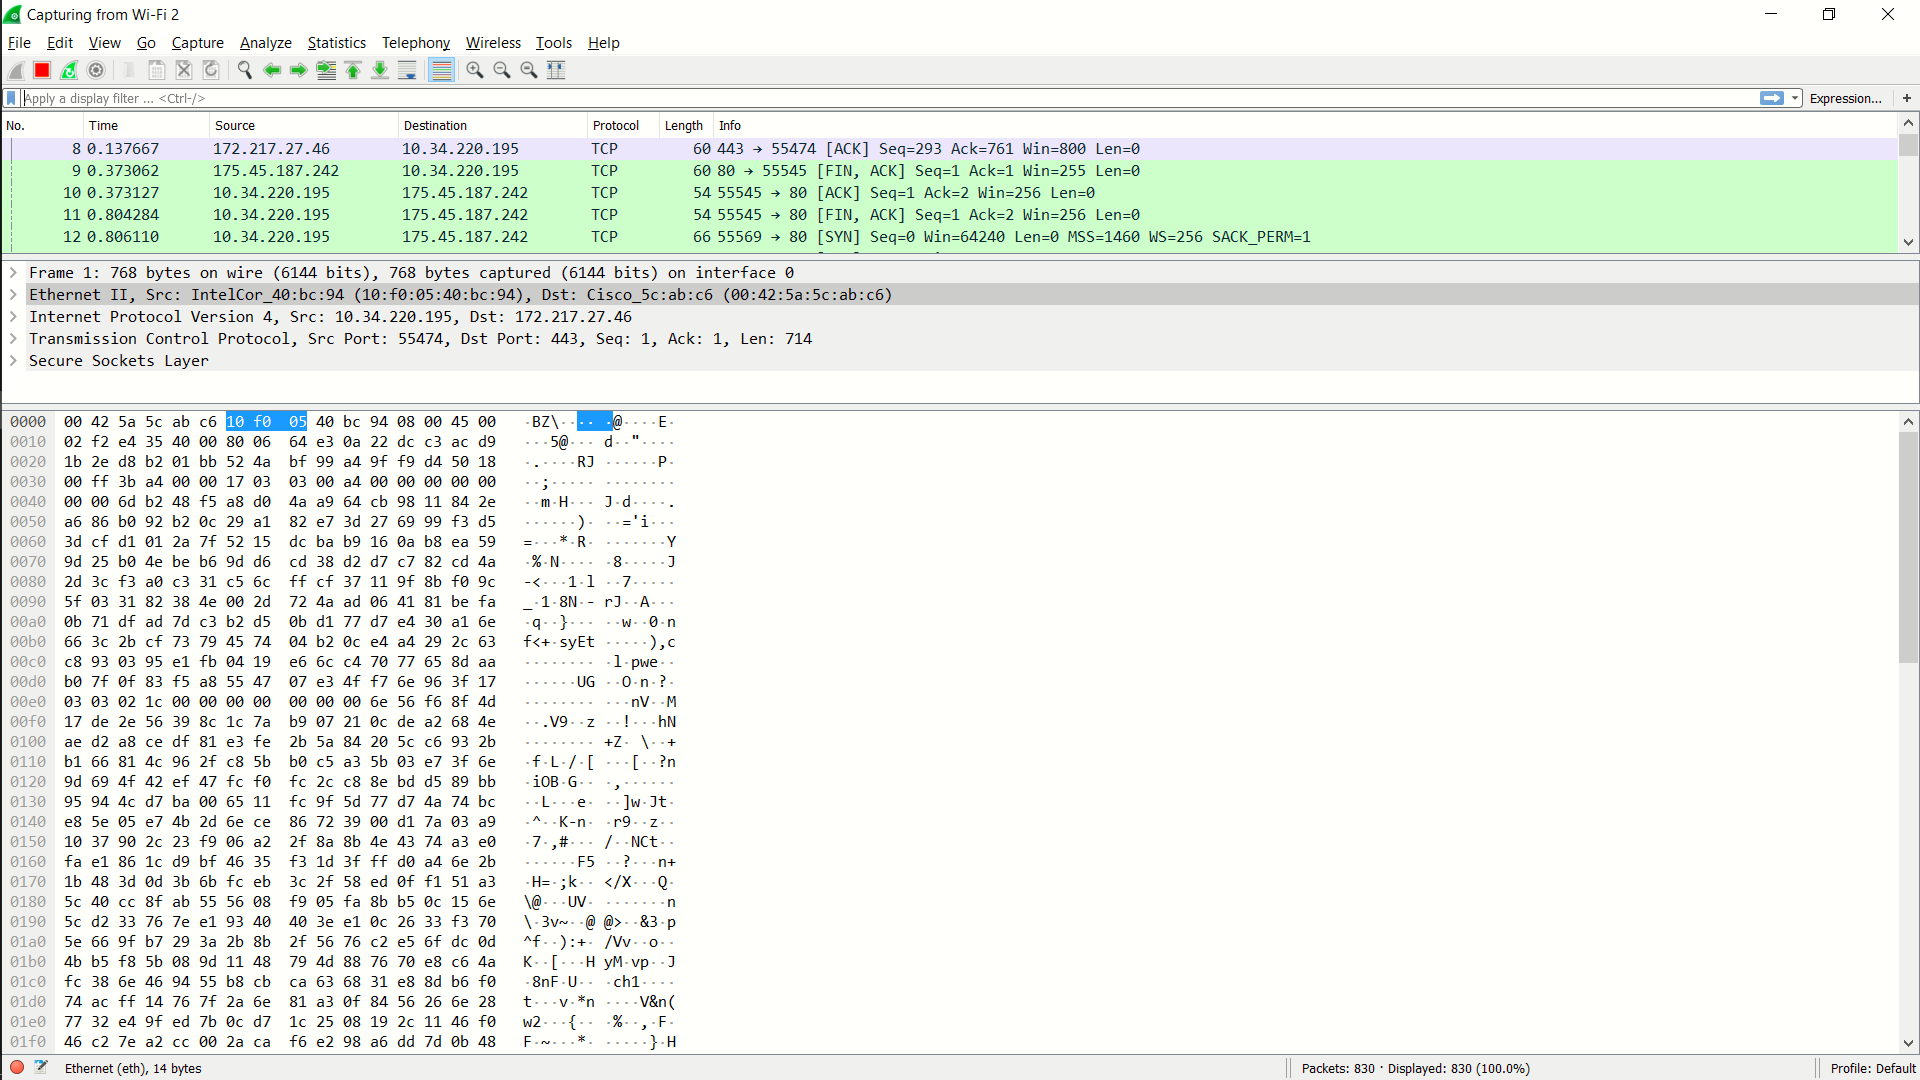 Capturing from Wi-Fi 2
File Edit View Go Capture Analyze Statistics Telephony Wireless Tools Help
Apply a display filter ... <Ctrl-/> Expression... +
No. Time Source Destination Protocol Length Info
8 0.137667 172.217.27.46 10.34.220.195 TCP 60 443 → 55474 [ACK] Seq=293 Ack=761 Win=800 Len=0
9 0.373062 175.45.187.242 10.34.220.195 TCP 60 80 → 55545 [FIN, ACK] Seq=1 Ack=1 Win=255 Len=0
10 0.373127 10.34.220.195 175.45.187.242 TCP 54 55545 → 80 [ACK] Seq=1 Ack=2 Win=256 Len=0
11 0.804284 10.34.220.195 175.45.187.242 TCP 54 55545 → 80 [FIN, ACK] Seq=1 Ack=2 Win=256 Len=0
12 0.806110 10.34.220.195 175.45.187.242 TCP 66 55569 → 80 [SYN] Seq=0 Win=64240 Len=0 MSS=1460 WS=256 SACK_PERM=1
Frame 1: 768 bytes on wire (6144 bits), 768 bytes captured (6144 bits) on interface 0
Ethernet II, Src: IntelCor_40:bc:94 (10:f0:05:40:bc:94), Dst: Cisco_5c:ab:c6 (00:42:5a:5c:ab:c6)
Internet Protocol Version 4, Src: 10.34.220.195, Dst: 172.217.27.46
Transmission Control Protocol, Src Port: 55474, Dst Port: 443, Seq: 1, Ack: 1, Len: 714
Secure Sockets Layer
0000 00 42 5a 5c ab c6 10 f0 05 40 bc 94 08 00 45 00 ·BZ\·· ·· ·@····E·
0010 02 f2 e4 35 40 00 80 06 64 e3 0a 22 dc c3 ac d9 ···5@··· d··"····
0020 1b 2e d8 b2 01 bb 52 4a bf 99 a4 9f f9 d4 50 18 ·.····RJ ······P·
0030 00 ff 3b a4 00 00 17 03 03 00 a4 00 00 00 00 00 ··;····· ········
0040 00 00 6d b2 48 f5 a8 d0 4a a9 64 cb 98 11 84 2e ··m·H··· J·d····.
0050 a6 86 b0 92 b2 0c 29 a1 82 e7 3d 27 69 99 f3 d5 ······)· ··='i···
0060 3d cf d1 01 2a 7f 52 15 dc ba b9 16 0a b8 ea 59 =···*·R· ·······Y
0070 9d 25 b0 4e be b6 9d d6 cd 38 d2 d7 c7 82 cd 4a ·%·N···· ·8·····J
0080 2d 3c f3 a0 c3 31 c5 6c ff cf 37 11 9f 8b f0 9c -<···1·l ··7·····
0090 5f 03 31 82 38 4e 00 2d 72 4a ad 06 41 81 be fa _·1·8N·- rJ··A···
00a0 0b 71 df ad 7d c3 b2 d5 0b d1 77 d7 e4 30 a1 6e ·q··}··· ··w··0·n
00b0 66 3c 2b cf 73 79 45 74 04 b2 0c e4 a4 29 2c 63 f<+·syEt ·····),c
00c0 c8 93 03 95 e1 fb 04 19 e6 6c c4 70 77 65 8d aa ········ ·l·pwe··
00d0 b0 7f 0f 83 f5 a8 55 47 07 e3 4f f7 6e 96 3f 17 ······UG ··O·n·?·
00e0 03 03 02 1c 00 00 00 00 00 00 00 6e 56 f6 8f 4d ········ ···nV··M
00f0 17 de 2e 56 39 8c 1c 7a b9 07 21 0c de a2 68 4e ··.V9··z ··!···hN
0100 ae d2 a8 ce df 81 e3 fe 2b 5a 84 20 5c c6 93 2b ········ +Z· \··+
0110 b1 66 81 4c 96 2f c8 5b b0 c5 a3 5b 03 e7 3f 6e ·f·L·/·[ ···[··?n
0120 9d 69 4f 42 ef 47 fc f0 fc 2c c8 8e bd d5 89 bb ·iOB·G·· ·,······
0130 95 94 4c d7 ba 00 65 11 fc 9f 5d 77 d7 4a 74 bc ··L···e· ··]w·Jt·
0140 e8 5e 05 e7 4b 2d 6e ce 86 72 39 00 d1 7a 03 a9 ·^··K-n· ·r9··z··
0150 10 37 90 2c 23 f9 06 a2 2f 8a 8b 4e 43 74 a3 e0 ·7·,#··· /··NCt··
0160 fa e1 86 1c d9 bf 46 35 f3 1d 3f ff d0 a4 6e 2b ······F5 ··?···n+
0170 1b 48 3d 0d 3b 6b fc eb 3c 2f 58 ed 0f f1 51 a3 ·H=·;k·· </X···Q·
0180 5c 40 cc 8f ab 55 56 08 f9 05 fa 8b b5 0c 15 6e \@···UV· ·······n
0190 5c d2 33 76 7e e1 93 40 40 3e e1 0c 26 33 f3 70 \·3v~··@ @>··&3·p
01a0 5e 66 9f b7 29 3a 2b 8b 2f 56 76 c2 e5 6f dc 0d ^f··):+· /Vv··o··
01b0 4b b5 f8 5b 08 9d 11 48 79 4d 88 76 70 e8 c6 4a K··[···H yM·vp··J
01c0 fc 38 6e 46 94 55 b8 cb ca 63 68 31 e8 8d b6 f0 ·8nF·U·· ·ch1····
01d0 74 ac ff 14 76 7f 2a 6e 81 a3 0f 84 56 26 6e 28 t···v·*n ····V&n(
01e0 77 32 e4 9f ed 7b 0c d7 1c 25 08 19 2c 11 46 f0 w2···{·· ·%··,·F·
01f0 46 c2 7e a2 cc 00 2a ca f6 e2 98 a6 dd 7d 0b 48 F·~···*· ·····}·H
Ethernet (eth), 14 bytes Packets: 830 · Displayed: 830 (100.0%) Profile: Default